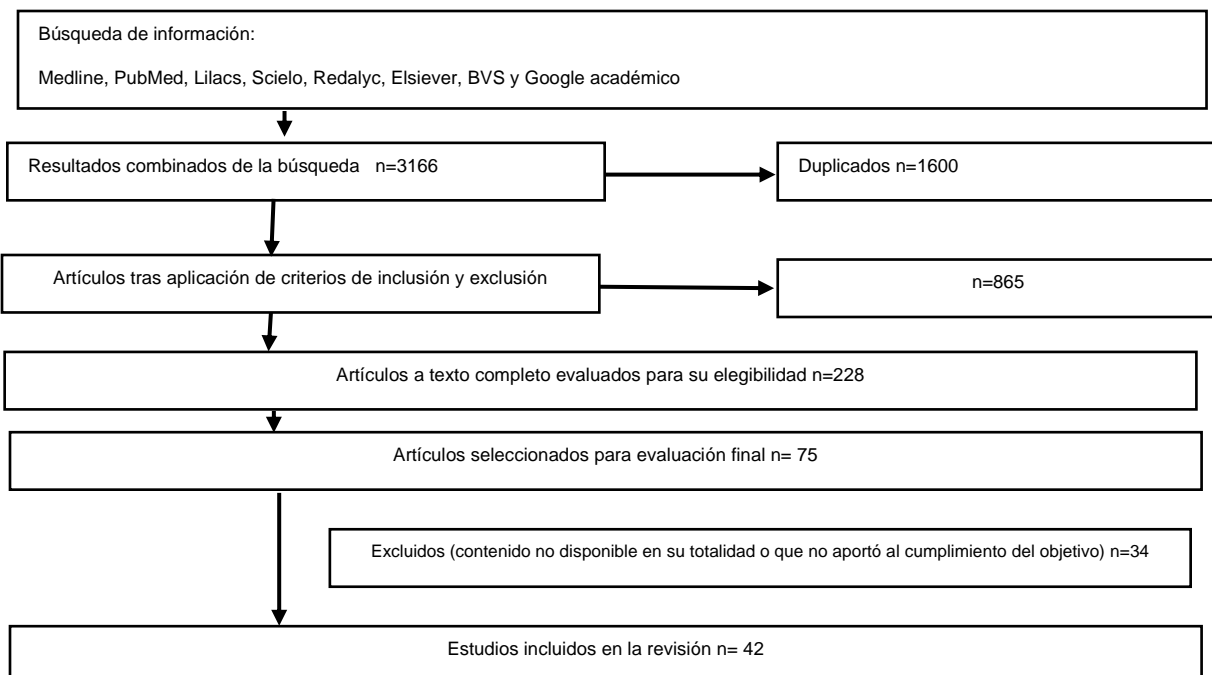 Búsqueda de información:
Medline, PubMed, Lilacs, Scielo, Redalyc, Elsiever, BVS y Google académico
Resultados combinados de la búsqueda n=3166
Duplicados n=1600
Artículos tras aplicación de criterios de inclusión y exclusión
n=865
Artículos a texto completo evaluados para su elegibilidad n=228
Artículos seleccionados para evaluación final n= 75
Excluidos (contenido no disponible en su totalidad o que no aportó al cumplimiento del objetivo) n=34
Estudios incluidos en la revisión n= 42